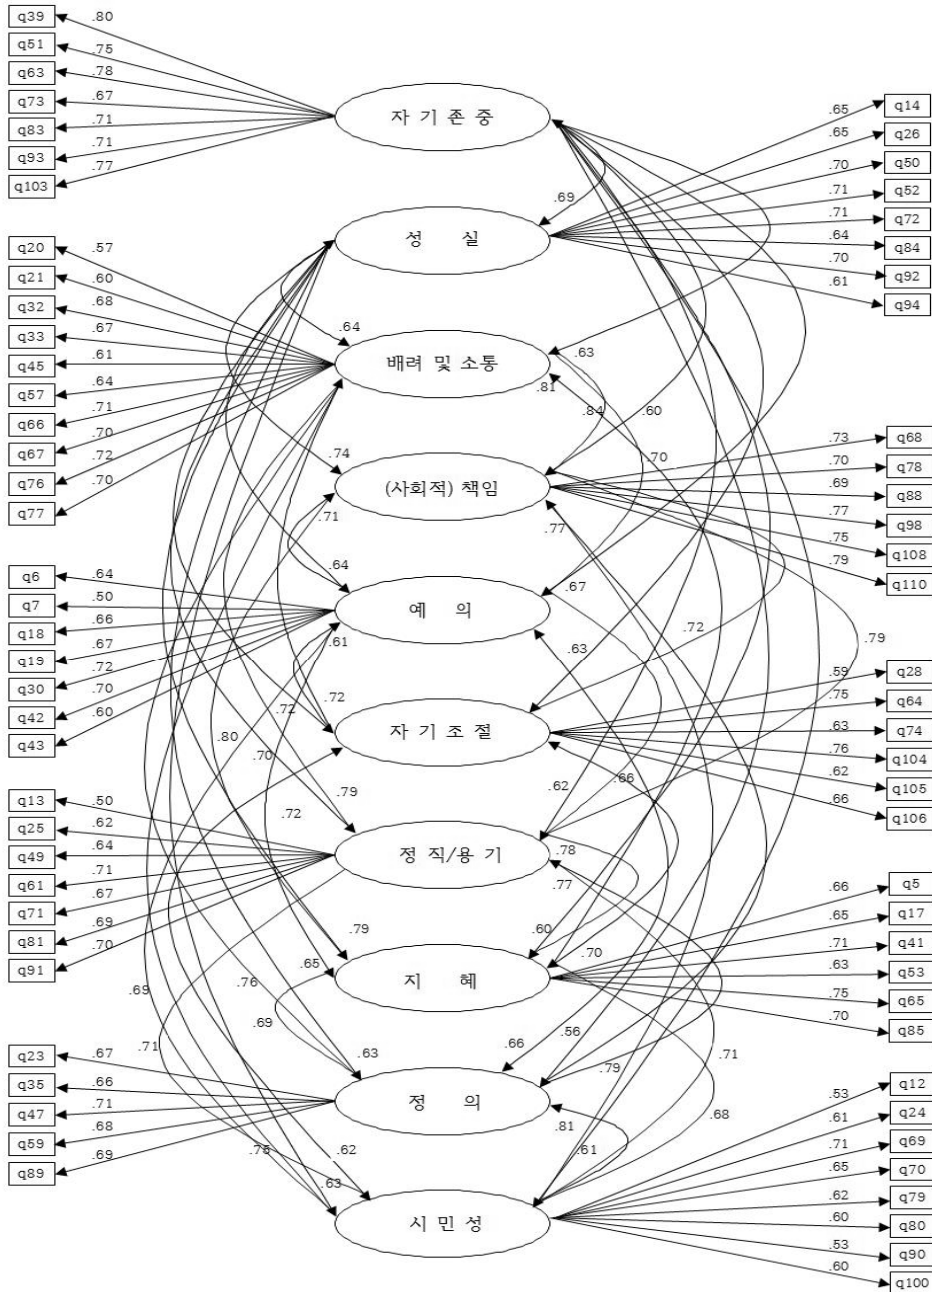 q39
.80
q51
.75
q63
.78
q73
.67
q83
.71
q93
.71
q103
.77
자 기 존 중
q14
.65
q26
.65
q50
.70
q52
.71
q72
.71
q84
.64
q92
.70
q94
.61
.69
성 실
q20
.57
q21
.60
q32
.68
q33
.67
q45
.61
q57
.64
q66
.71
q67
.70
q76
.72
q77
.70
.64
배려 및 소통
.63
.81
.84
.60
.74
.70
(사회적) 책임
q68
.73
q78
.70
q88
.69
q98
.77
q108
.75
q110
.79
.71
.77
q6
.64
q7
.50
q18
.66
q19
.67
q30
.72
q42
.70
q43
.60
.64
예 의
.67
.61
.63
.72
.79
.72
.72
자 기 조 절
q28
.59
q64
.75
q74
.63
q104
.76
q105
.62
q106
.66
.80
.70
.79
.62
.66
q13
.50
q25
.62
q49
.64
q61
.71
q71
.67
q81
.69
q91
.70
.72
정 직/용 기
.78
.77
.79
.60
.70
q5
.66
q17
.65
q41
.71
q53
.63
q65
.75
q85
.70
.69
.76
.65
지 혜
.69
.71
.63
.66
.56
.79
.71
q23
.67
q35
.66
q47
.71
q59
.68
q89
.69
정 의
.81
.68
.61
q12
.53
q24
.61
q69
.71
q70
.65
q79
.62
q80
.60
q90
.53
q100
.60
.62
.63
시 민 성